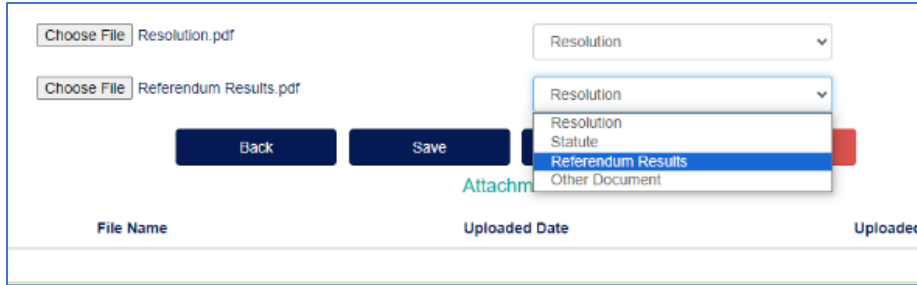 Choose File Resolution.pdf Resolution
Choose File Referendum Results.pdf Resolution
Resolution
Statute
Referendum Results
Other Document
Back Save
Attachm
File Name Uploaded Date Uploaded